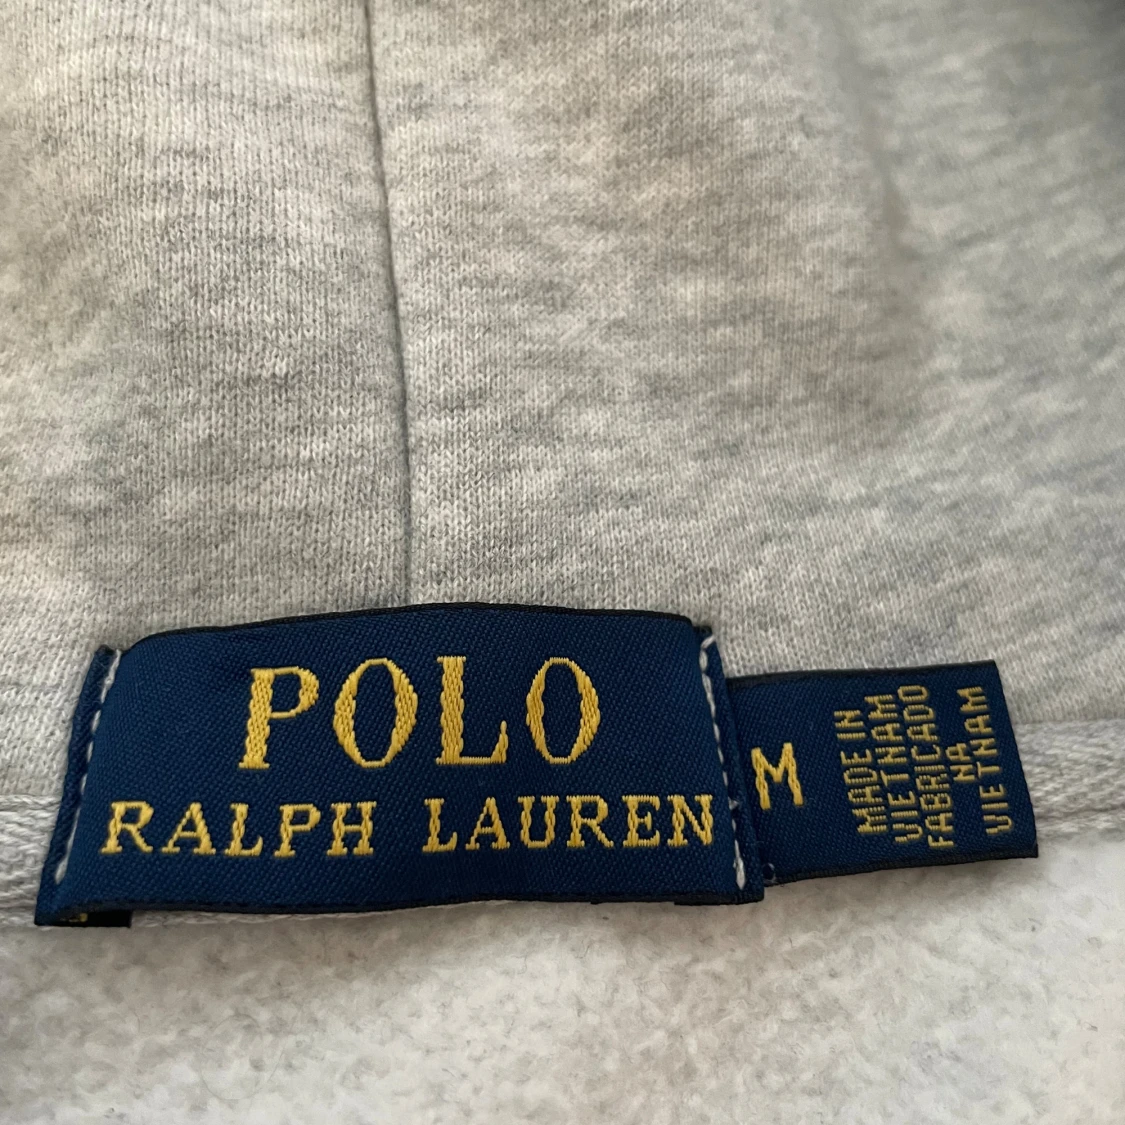 POLO
RALPH LAUREN
M
MADE IN
VIETNAM
FABRICADO
NA
VIETNAM